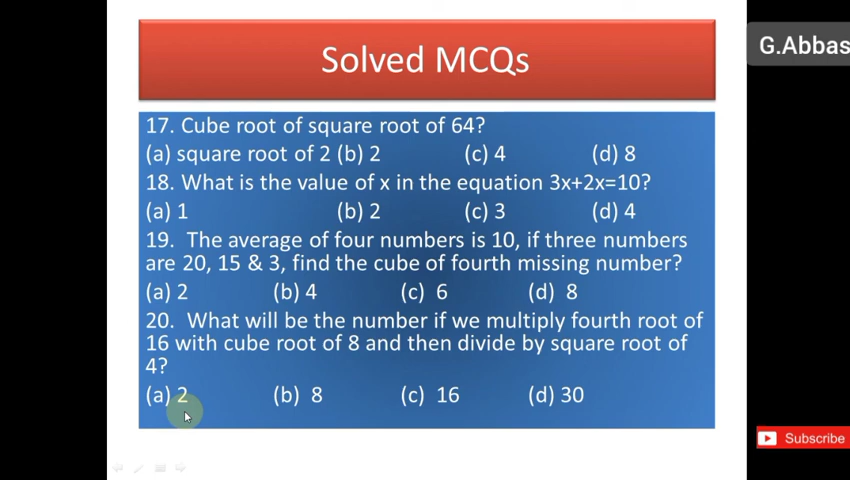 Solved MCQs
G.Abbas
17. Cube root of square root of 64?
(a) square root of 2 (b) 2 (c) 4 (d) 8
18. What is the value of x in the equation 3x+2x=10?
(a) 1 (b) 2 (c) 3 (d) 4
19. The average of four numbers is 10, if three numbers
are 20, 15 & 3, find the cube of fourth missing number?
(a) 2 (b) 4 (c) 6 (d) 8
20. What will be the number if we multiply fourth root of
16 with cube root of 8 and then divide by square root of
4?
(a) 2 (b) 8 (c) 16 (d) 30
Subscribe